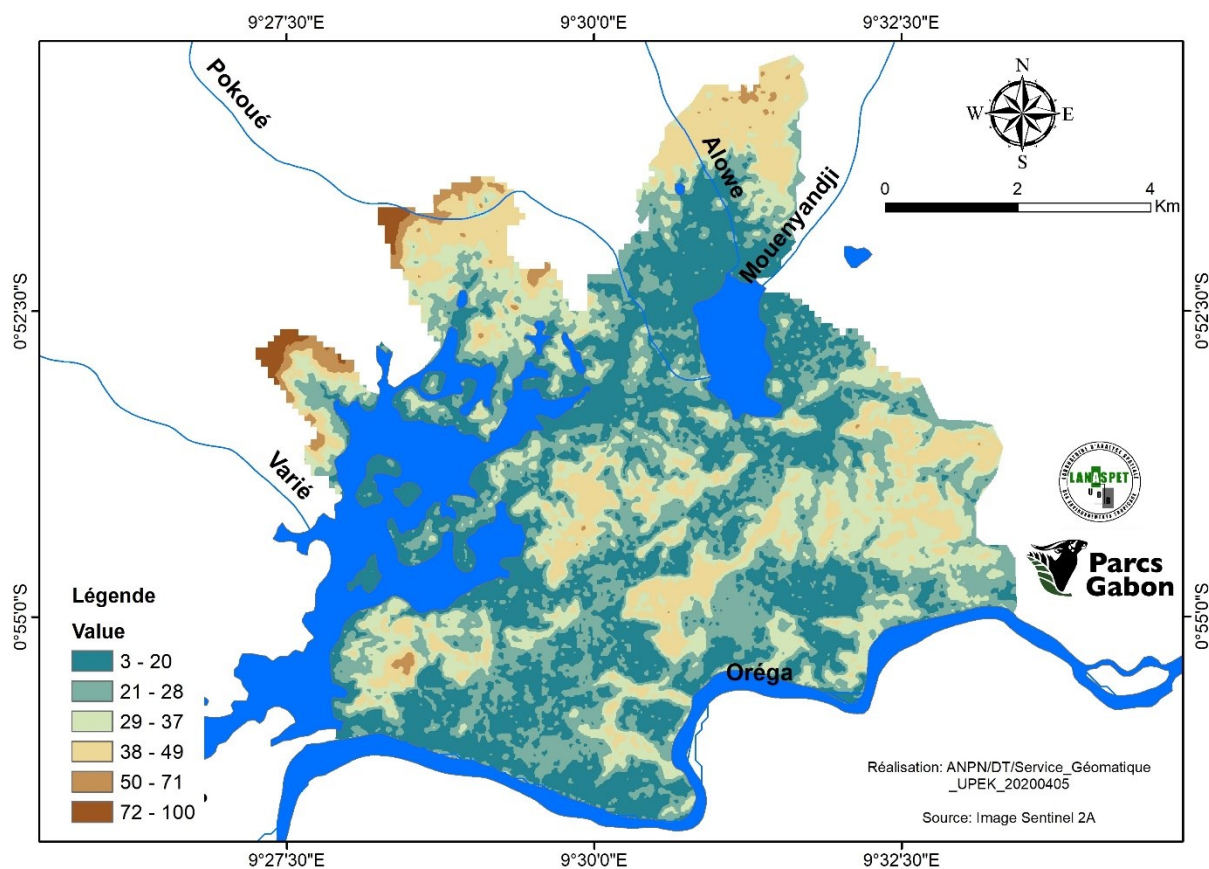 9°27'30"E
9°30'0"E
9°32'30"E
Pokoué
Alowe
Mouenyandji
N
W
E
S
0
2
4
Km
0°52'30"S
0°52'30"S
Varié
LANASPET
Parcs
Gabon
0°55'0"S
0°55'0"S
Légende
Value
3 - 20
21 - 28
29 - 37
38 - 49
50 - 71
72 - 100
Oréga
Réalisation: ANPN/DT/Service_Géomatique
_UPEK_20200405
Source: Image Sentinel 2A
9°27'30"E
9°30'0"E
9°32'30"E